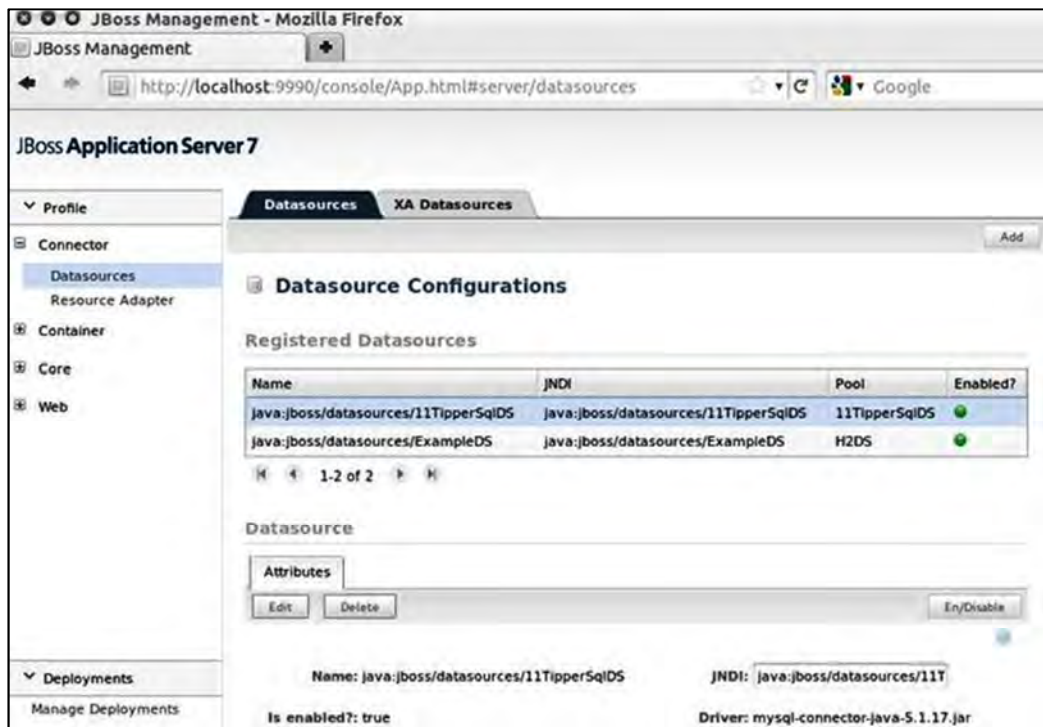 JBoss Management - Mozilla Firefox
JBoss Management
http://localhost:9990/console/App.html#server/datasources
Google
JBoss Application Server 7
Profile
Connector
Datasources
Resource Adapter
Container
Core
Web
Deployments
Manage Deployments
Datasources XA Datasources
Add
Datasource Configurations
Registered Datasources
Name JNDI Pool Enabled?
java:jboss/datasources/11TipperSqlDS java:jboss/datasources/11TipperSqlDS 11TipperSqlDS
java:jboss/datasources/ExampleDS java:jboss/datasources/ExampleDS H2DS
1-2 of 2
Datasource
Attributes
Edit Delete En/Disable
Name: java:jboss/datasources/11TipperSqlDS JNDI: java:jboss/datasources/11T
Is enabled?: true Driver: mysql-connector-java-5.1.17.jar